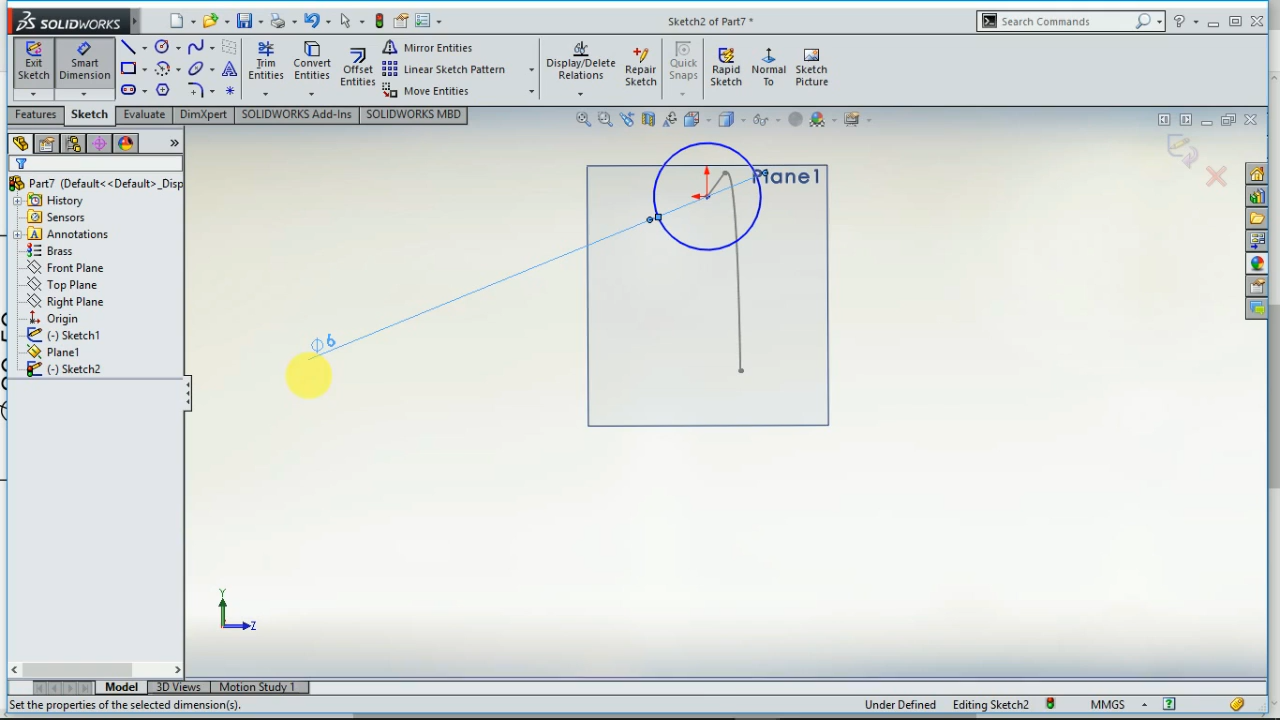 SOLIDWORKS
Sketch2 of Part7 *
Search Commands
Exit Sketch
Smart Dimension
Trim Entities
Convert Entities
Offset Entities
Mirror Entities
Linear Sketch Pattern
Move Entities
Display/Delete Relations
Repair Sketch
Quick Snaps
Rapid Sketch
Normal To
Sketch Picture
Features
Sketch
Evaluate
DimXpert
SOLIDWORKS Add-Ins
SOLIDWORKS MBD
Part7 (Default<<Default>_Disp
History
Sensors
Annotations
Brass
Front Plane
Top Plane
Right Plane
Origin
(-) Sketch1
Plane1
(-) Sketch2
Plane1
⌀6
Y
Z
Model
3D Views
Motion Study 1
Set the properties of the selected dimension(s).
Under Defined
Editing Sketch2
MMGS